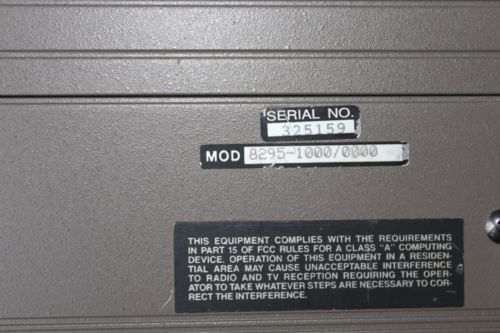 SERIAL NO.
325159
MOD 8295-1000/0000
THIS EQUIPMENT COMPLIES WITH THE REQUIREMENTS
IN PART 15 OF FCC RULES FOR A CLASS "A" COMPUTING
DEVICE. OPERATION OF THIS EQUIPMENT IN A RESIDEN-
TIAL AREA MAY CAUSE UNACCEPTABLE INTERFERENCE
TO RADIO AND TV RECEPTION REQUIRING THE OPER-
ATOR TO TAKE WHATEVER STEPS ARE NECESSARY TO COR-
RECT THE INTERFERENCE.